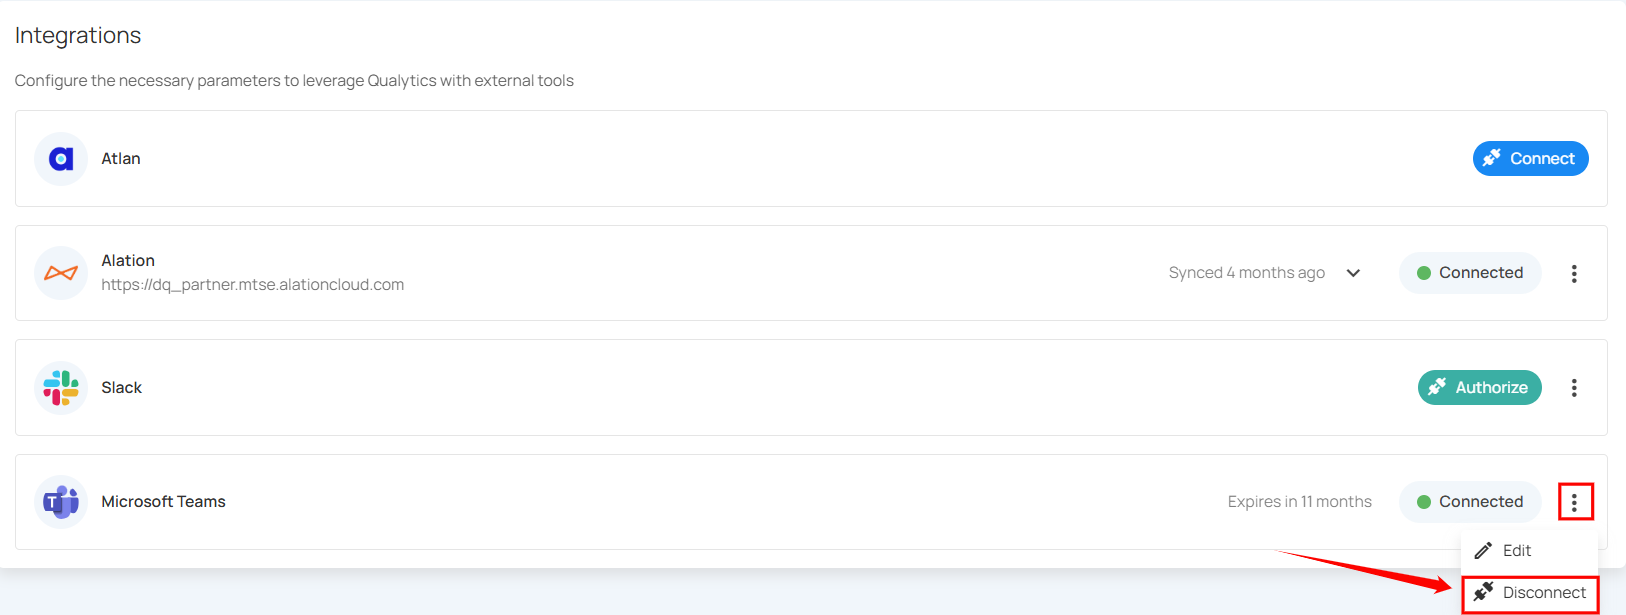 Integrations
Configure the necessary parameters to leverage Qualytics with external tools
Atlan
Connect
Alation
https://dq_partner.mtse.alationcloud.com
Synced 4 months ago
Connected
Slack
Authorize
Microsoft Teams
Expires in 11 months
Connected
Edit
Disconnect